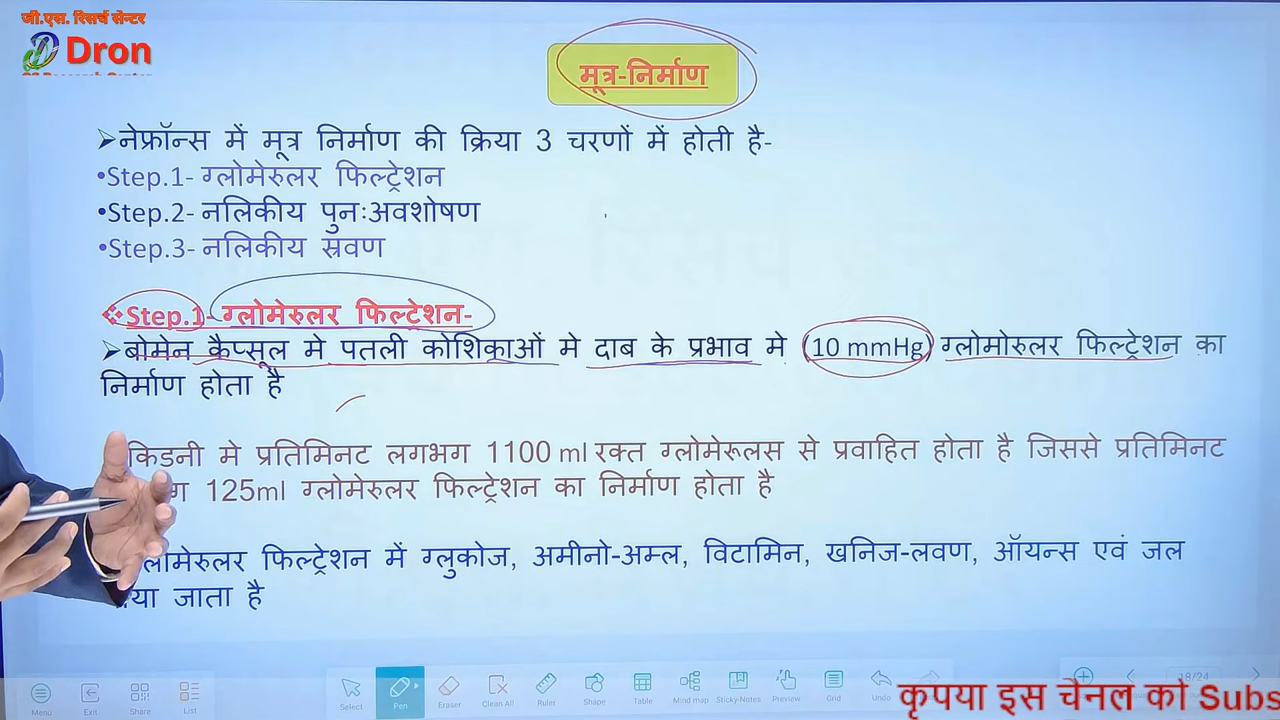 जी.एस. रिसर्च सेन्टर
Dron
मूत्र-निर्माण
➢नेफ्रॉन्स में मूत्र निर्माण की क्रिया 3 चरणों में होती है-
•Step.1- ग्लोमेरुलर फिल्ट्रेशन
•Step.2- नलिकीय पुनःअवशोषण
•Step.3- नलिकीय स्रवण
❖Step.1- ग्लोमेरुलर फिल्टेशन-
➢बोमेन कैप्सूल मे पतली कोशिकाओं मे दाब के प्रभाव मे (10 mmHg) ग्लोमोरुलर फिल्ट्रेशन का
निर्माण होता है
किडनी मे प्रतिमिनट लगभग 1100 ml रक्त ग्लोमेरूलस से प्रवाहित होता है जिससे प्रतिमिनट
125ml ग्लोमेरुलर फिल्ट्रेशन का निर्माण होता है
फिल्ट्रेशन में ग्लुकोज, अमीनो-अम्ल, विटामिन, खनिज-लवण, ऑयन्स एवं जल
जाता है
Menu Exit Share List Select Pen Eraser Clean All Ruler Shape Table Mind map Sticky-Notes Preview Grid Undo 18/24
कृपया इस चैनल को Subs